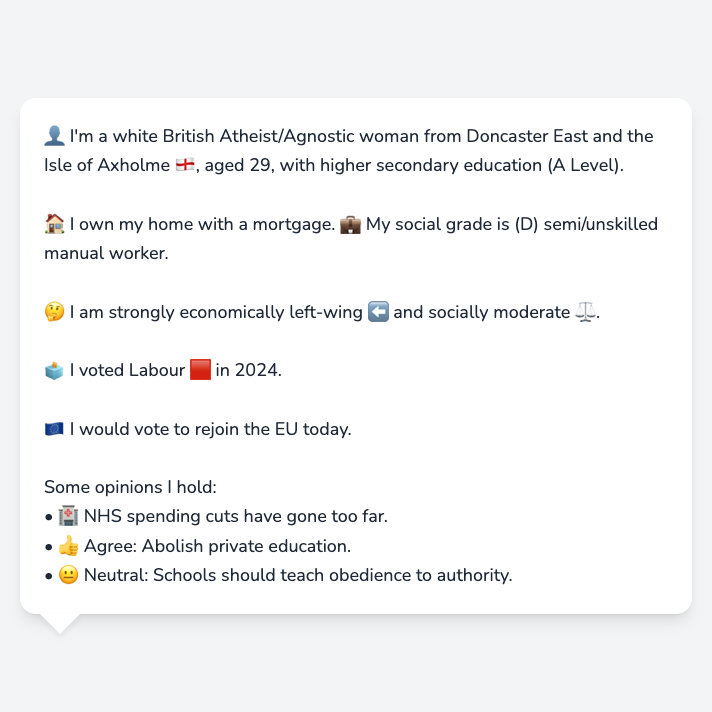 👤 I'm a white British Atheist/Agnostic woman from Doncaster East and the
Isle of Axholme 🏴󠁧󠁢󠁥󠁮󠁧󠁿, aged 29, with higher secondary education (A Level).
🏠 I own my home with a mortgage. 💼 My social grade is (D) semi/unskilled
manual worker.
🤔 I am strongly economically left-wing ⬅️ and socially moderate ⚖️.
🗳️ I voted Labour 🟥 in 2024.
🇪🇺 I would vote to rejoin the EU today.
Some opinions I hold:
• 🏥 NHS spending cuts have gone too far.
• 👍 Agree: Abolish private education.
• 😐 Neutral: Schools should teach obedience to authority.